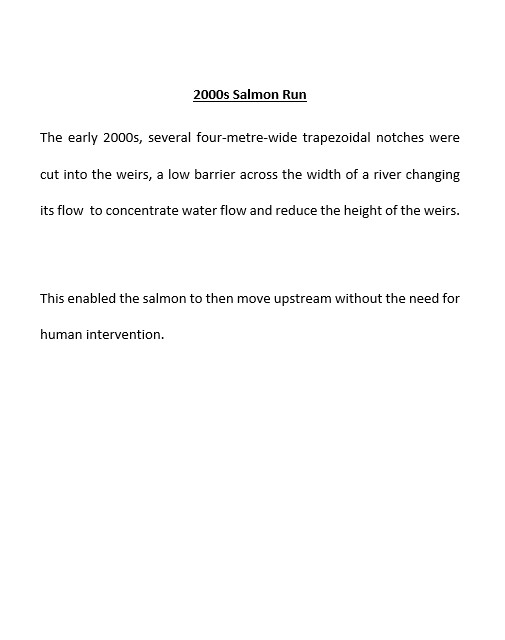 2000s Salmon Run
The early 2000s, several four-metre-wide trapezoidal notches were
cut into the weirs, a low barrier across the width of a river changing
its flow  to concentrate water flow and reduce the height of the weirs.
This enabled the salmon to then move upstream without the need for
human intervention.